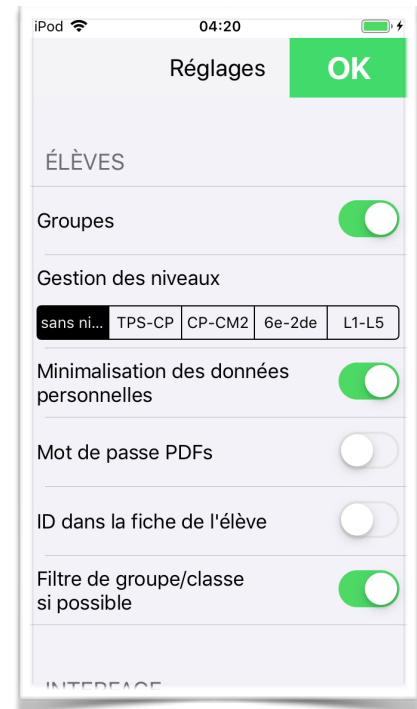 iPod 04:20
Réglages OK
ÉLÈVES
Groupes
Gestion des niveaux
sans ni... TPS-CP CP-CM2 6e-2de L1-L5
Minimalisation des données
personnelles
Mot de passe PDFs
ID dans la fiche de l'élève
Filtre de groupe/classe
si possible
INTERFACE